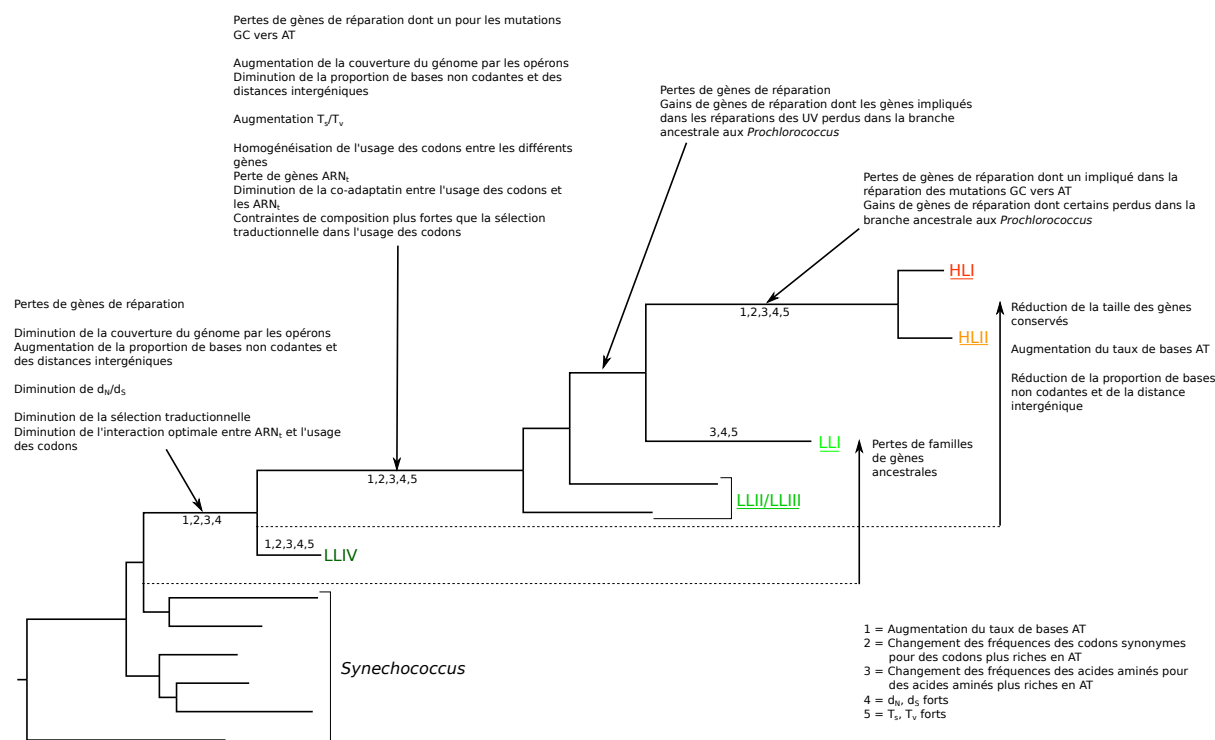 Pertes de gènes de réparation dont un pour les mutations
GC vers AT
Augmentation de la couverture du génome par les opérons
Diminution de la proportion de bases non codantes et des
distances intergéniques
Augmentation Ts/Tv
Homogénéisation de l'usage des codons entre les différents
gènes
Perte de gènes ARNt
Diminution de la co-adaptatin entre l'usage des codons et
les ARNt
Contraintes de composition plus fortes que la sélection
traductionnelle dans l'usage des codons
Pertes de gènes de réparation
Gains de gènes de réparation dont les gènes impliqués
dans les réparations des UV perdus dans la branche
ancestrale aux Prochlorococcus
Pertes de gènes de réparation dont un impliqué dans la
réparation des mutations GC vers AT
Gains de gènes de réparation dont certains perdus dans la
branche ancestrale aux Prochlorococcus
Pertes de gènes de réparation
Diminution de la couverture du génome par les opérons
Augmentation de la proportion de bases non codantes et
des distances intergéniques
Diminution de dN/dS
Diminution de la sélection traductionnelle
Diminution de l'interaction optimale entre ARNt et l'usage
des codons
HLI
1,2,3,4,5
HLII
Réduction de la taille des gènes
conservés
Augmentation du taux de bases AT
Réduction de la proportion de bases
non codantes et de la distance
intergénique
3,4,5
LLI
Pertes de familles
de gènes
ancestrales
1,2,3,4,5
LLII/LLIII
1,2,3,4
1,2,3,4,5
LLIV
Synechococcus
1 = Augmentation du taux de bases AT
2 = Changement des fréquences des codons synonymes
pour des codons plus riches en AT
3 = Changement des fréquences des acides aminés pour
des acides aminés plus riches en AT
4 = dN, dS forts
5 = Ts, Tv forts